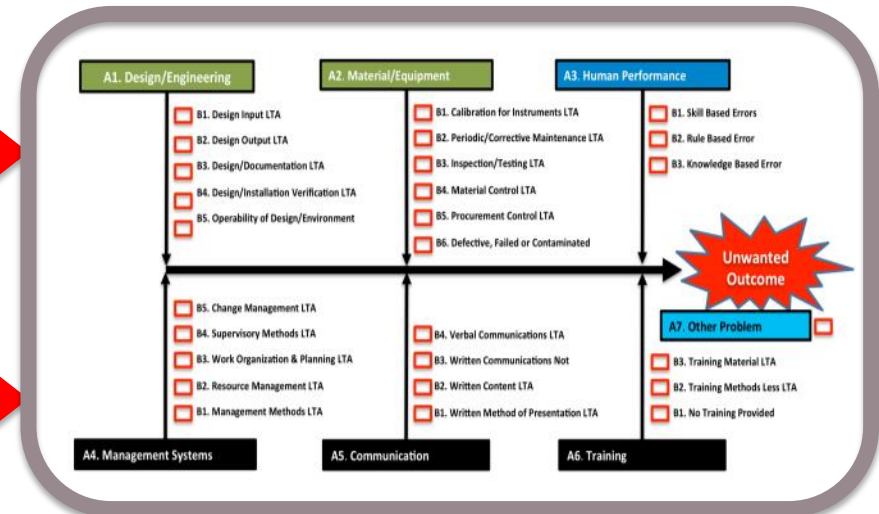 A1. Design/Engineering
B1. Design Input LTA
B2. Design Output LTA
B3. Design/Documentation LTA
B4. Design/Installation Verification LTA
B5. Operability of Design/Environment
A2. Material/Equipment
B1. Calibration for Instruments LTA
B2. Periodic/Corrective Maintenance LTA
B3. Inspection/Testing LTA
B4. Material Control LTA
B5. Procurement Control LTA
B6. Defective, Failed or Contaminated
A3. Human Performance
B1. Skill Based Errors
B2. Rule Based Error
B3. Knowledge Based Error
Unwanted
Outcome
A7. Other Problem
B5. Change Management LTA
B4. Supervisory Methods LTA
B3. Work Organization & Planning LTA
B2. Resource Management LTA
B1. Management Methods LTA
A4. Management Systems
B4. Verbal Communications LTA
B3. Written Communications Not
B2. Written Content LTA
B1. Written Method of Presentation LTA
A5. Communication
B3. Training Material LTA
B2. Training Methods Less LTA
B1. No Training Provided
A6. Training